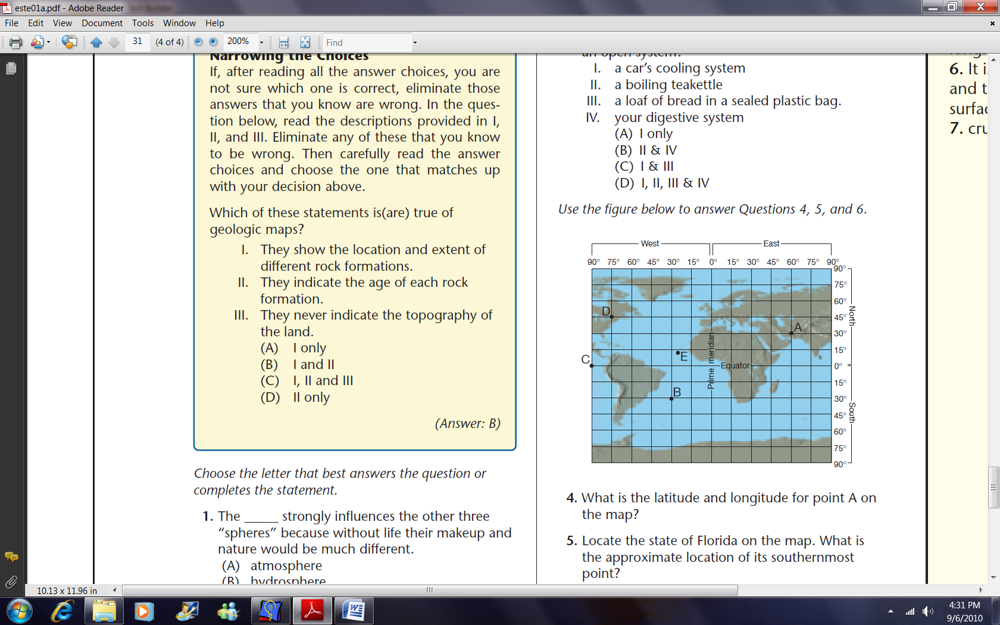 este01a.pdf - Adobe Reader
File Edit View Document Tools Window Help
31 (4 of 4) 200% Find
Narrowing the Choices
If, after reading all the answer choices, you are
not sure which one is correct, eliminate those
answers that you know are wrong. In the ques-
tion below, read the descriptions provided in I,
II, and III. Eliminate any of these that you know
to be wrong. Then carefully read the answer
choices and choose the one that matches up
with your decision above.
Which of these statements is(are) true of
geologic maps?
I. They show the location and extent of
different rock formations.
II. They indicate the age of each rock
formation.
III. They never indicate the topography of
the land.
(A) I only
(B) I and II
(C) I, II and III
(D) II only
(Answer: B)
Choose the letter that best answers the question or
completes the statement.
1. The _____ strongly influences the other three
“spheres” because without life their makeup and
nature would be much different.
(A) atmosphere
(B) hydrosphere
an open system?
I. a car’s cooling system
II. a boiling teakettle
III. a loaf of bread in a sealed plastic bag.
IV. your digestive system
(A) I only
(B) II & IV
(C) I & III
(D) I, II, III & IV
Use the figure below to answer Questions 4, 5, and 6.
West East
90° 75° 60° 45° 30° 15° 0° 15° 30° 45° 60° 75° 90°
90°
75°
60°
45°
30°
15°
0°
15°
30°
45°
60°
75°
90°
North
South
D
A
E
C
B
Prime meridian
Equator
4. What is the latitude and longitude for point A on
the map?
5. Locate the state of Florida on the map. What is
the approximate location of its southernmost
point?
6. It i
and t
surfac
7. cru
10.13 x 11.96 in
4:31 PM
9/6/2010